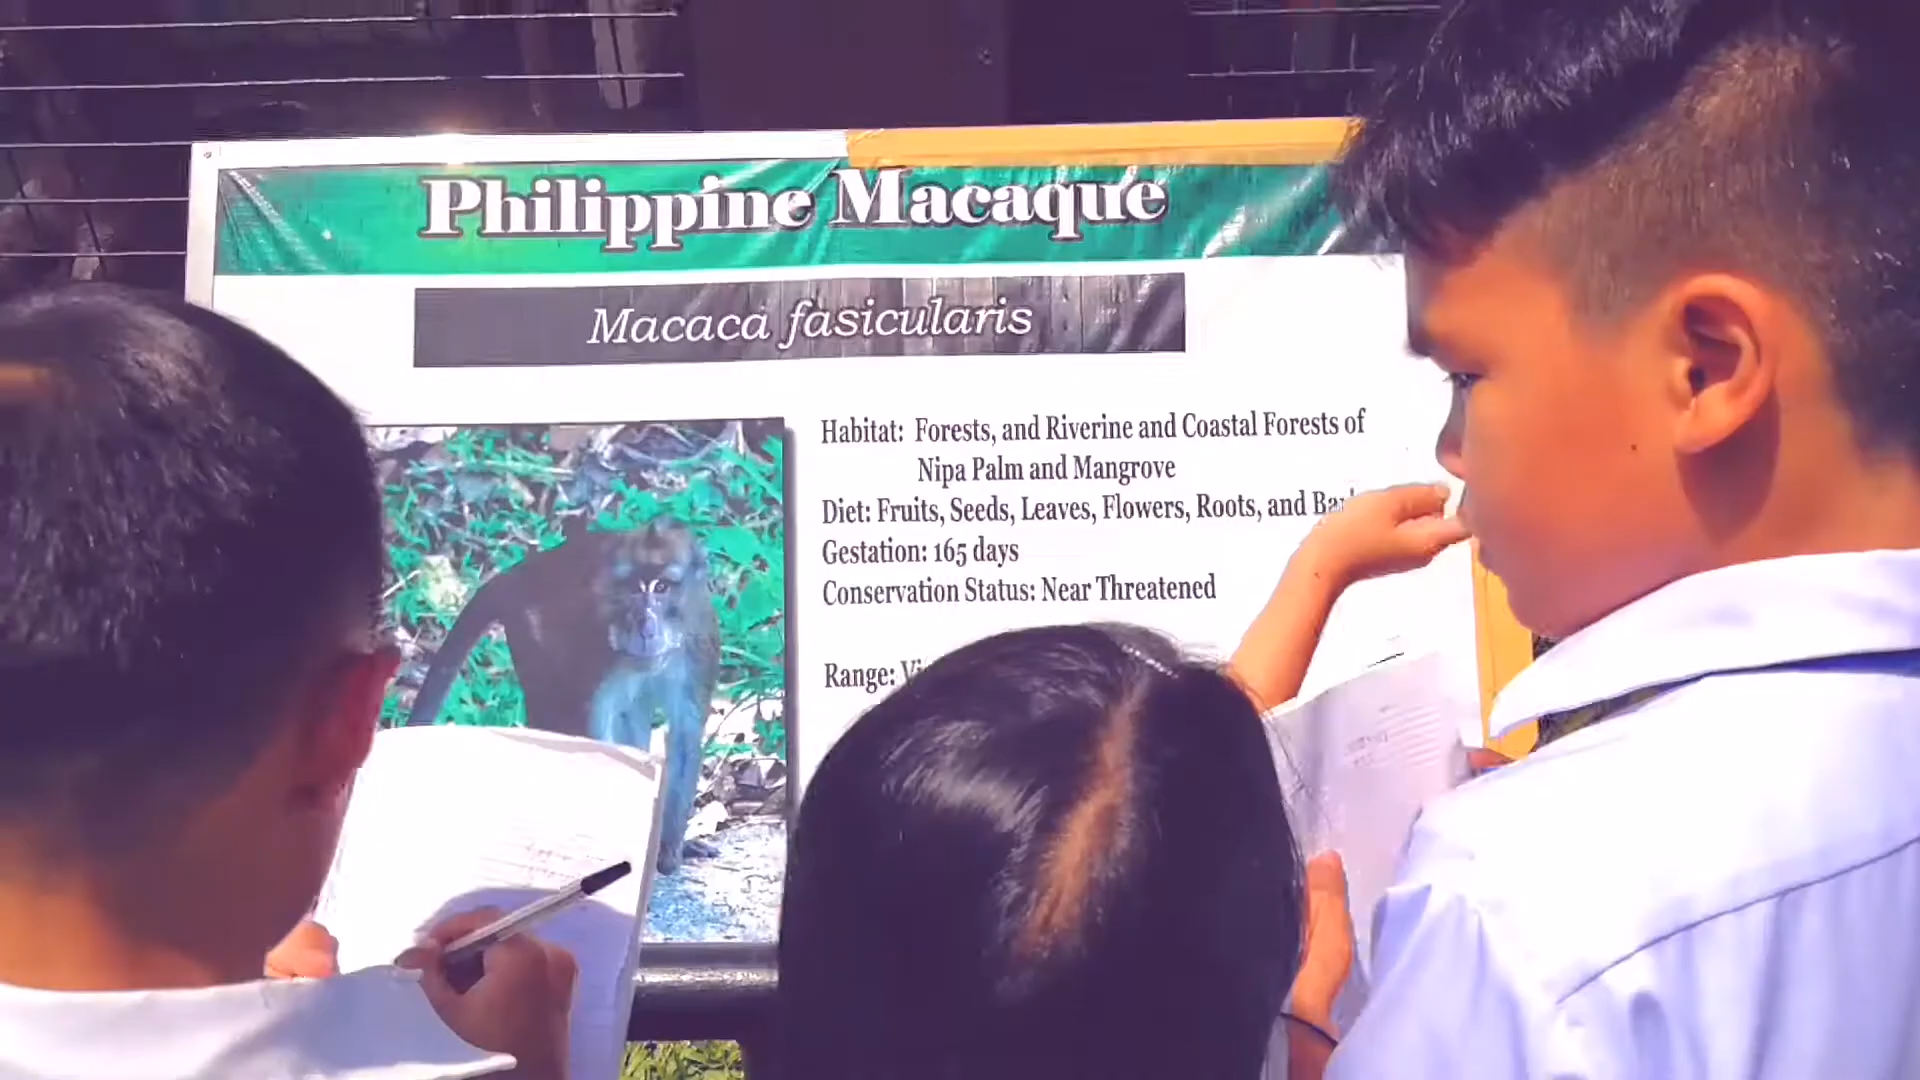 Philippine Macaque
Macaca fasicularis
Habitat: Forests, and Riverine and Coastal Forests of
Nipa Palm and Mangrove
Diet: Fruits, Seeds, Leaves, Flowers, Roots, and
Gestation: 165 days
Conservation Status: Near Threatened
Range: